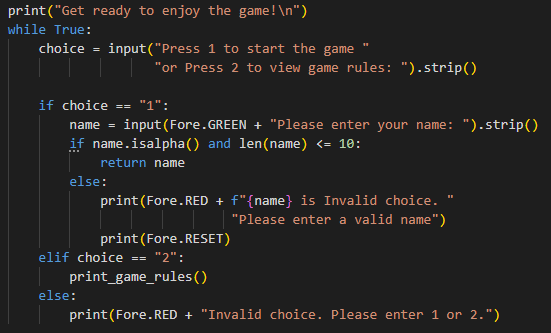 print("Get ready to enjoy the game!\n")
while True:
    choice = input("Press 1 to start the game "
                   "or Press 2 to view game rules: ").strip()

    if choice == "1":
        name = input(Fore.GREEN + "Please enter your name: ").strip()
        if name.isalpha() and len(name) <= 10:
            return name
        else:
            print(Fore.RED + f"{name} is Invalid choice. "
                             "Please enter a valid name")
            print(Fore.RESET)
    elif choice == "2":
        print_game_rules()
    else:
        print(Fore.RED + "Invalid choice. Please enter 1 or 2.")